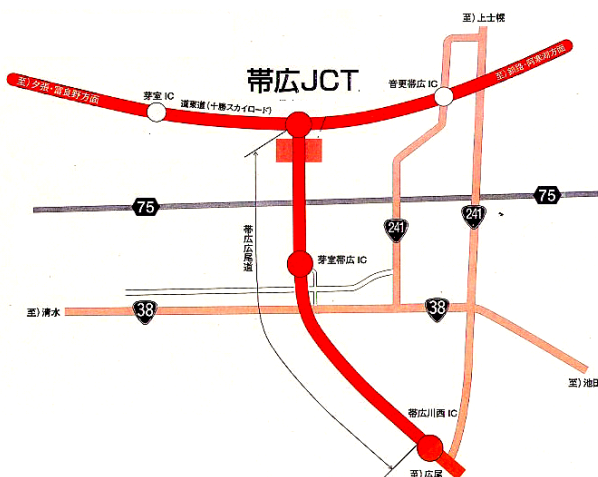 至)上士幌
帯広JCT
至)夕張・富良野方面
芽室 IC
道東道(十勝スカイロード)
音更帯広 IC
至)釧路・阿寒湖方面
75
75
241
241
帯広広尾道
芽室帯広 IC
至)清水
38
38
至)池田
帯広川西 IC
至)広尾